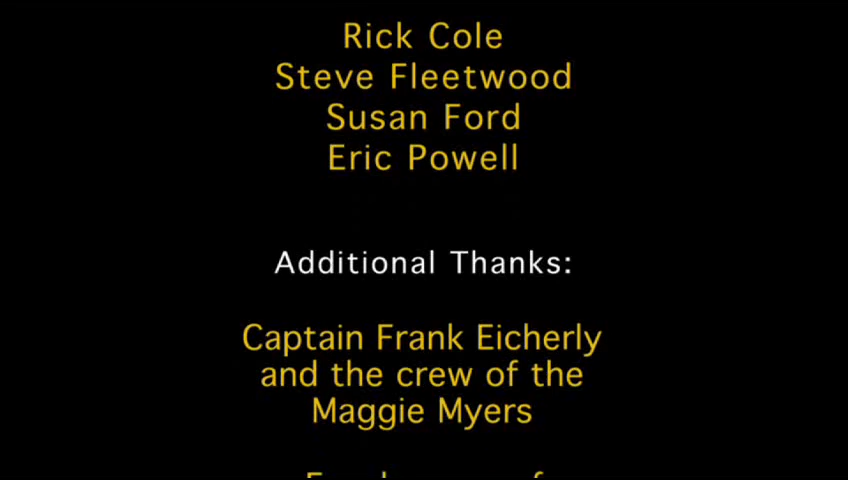 Rick Cole
Steve Fleetwood
Susan Ford
Eric Powell
Additional Thanks:
Captain Frank Eicherly
and the crew of the
Maggie Myers